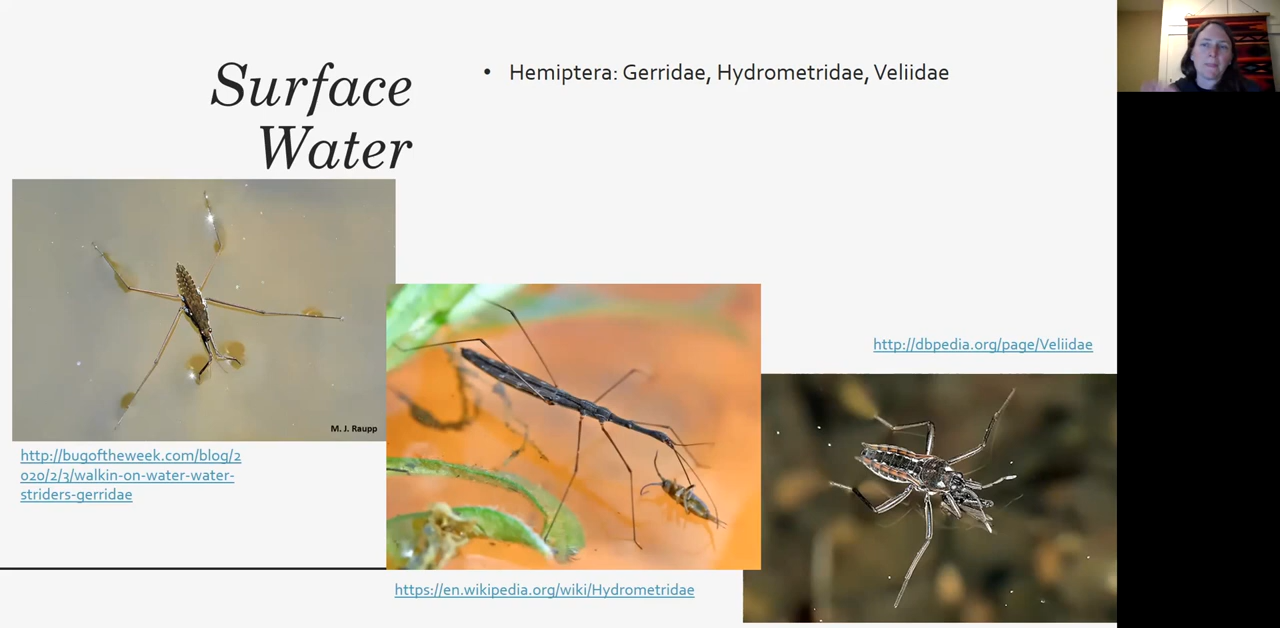 Surface
Water
• Hemiptera: Gerridae, Hydrometridae, Veliidae
M. J. Raupp
http://bugoftheweek.com/blog/2
020/2/3/walkin-on-water-water-
striders-gerridae
https://en.wikipedia.org/wiki/Hydrometridae
http://dbpedia.org/page/Veliidae